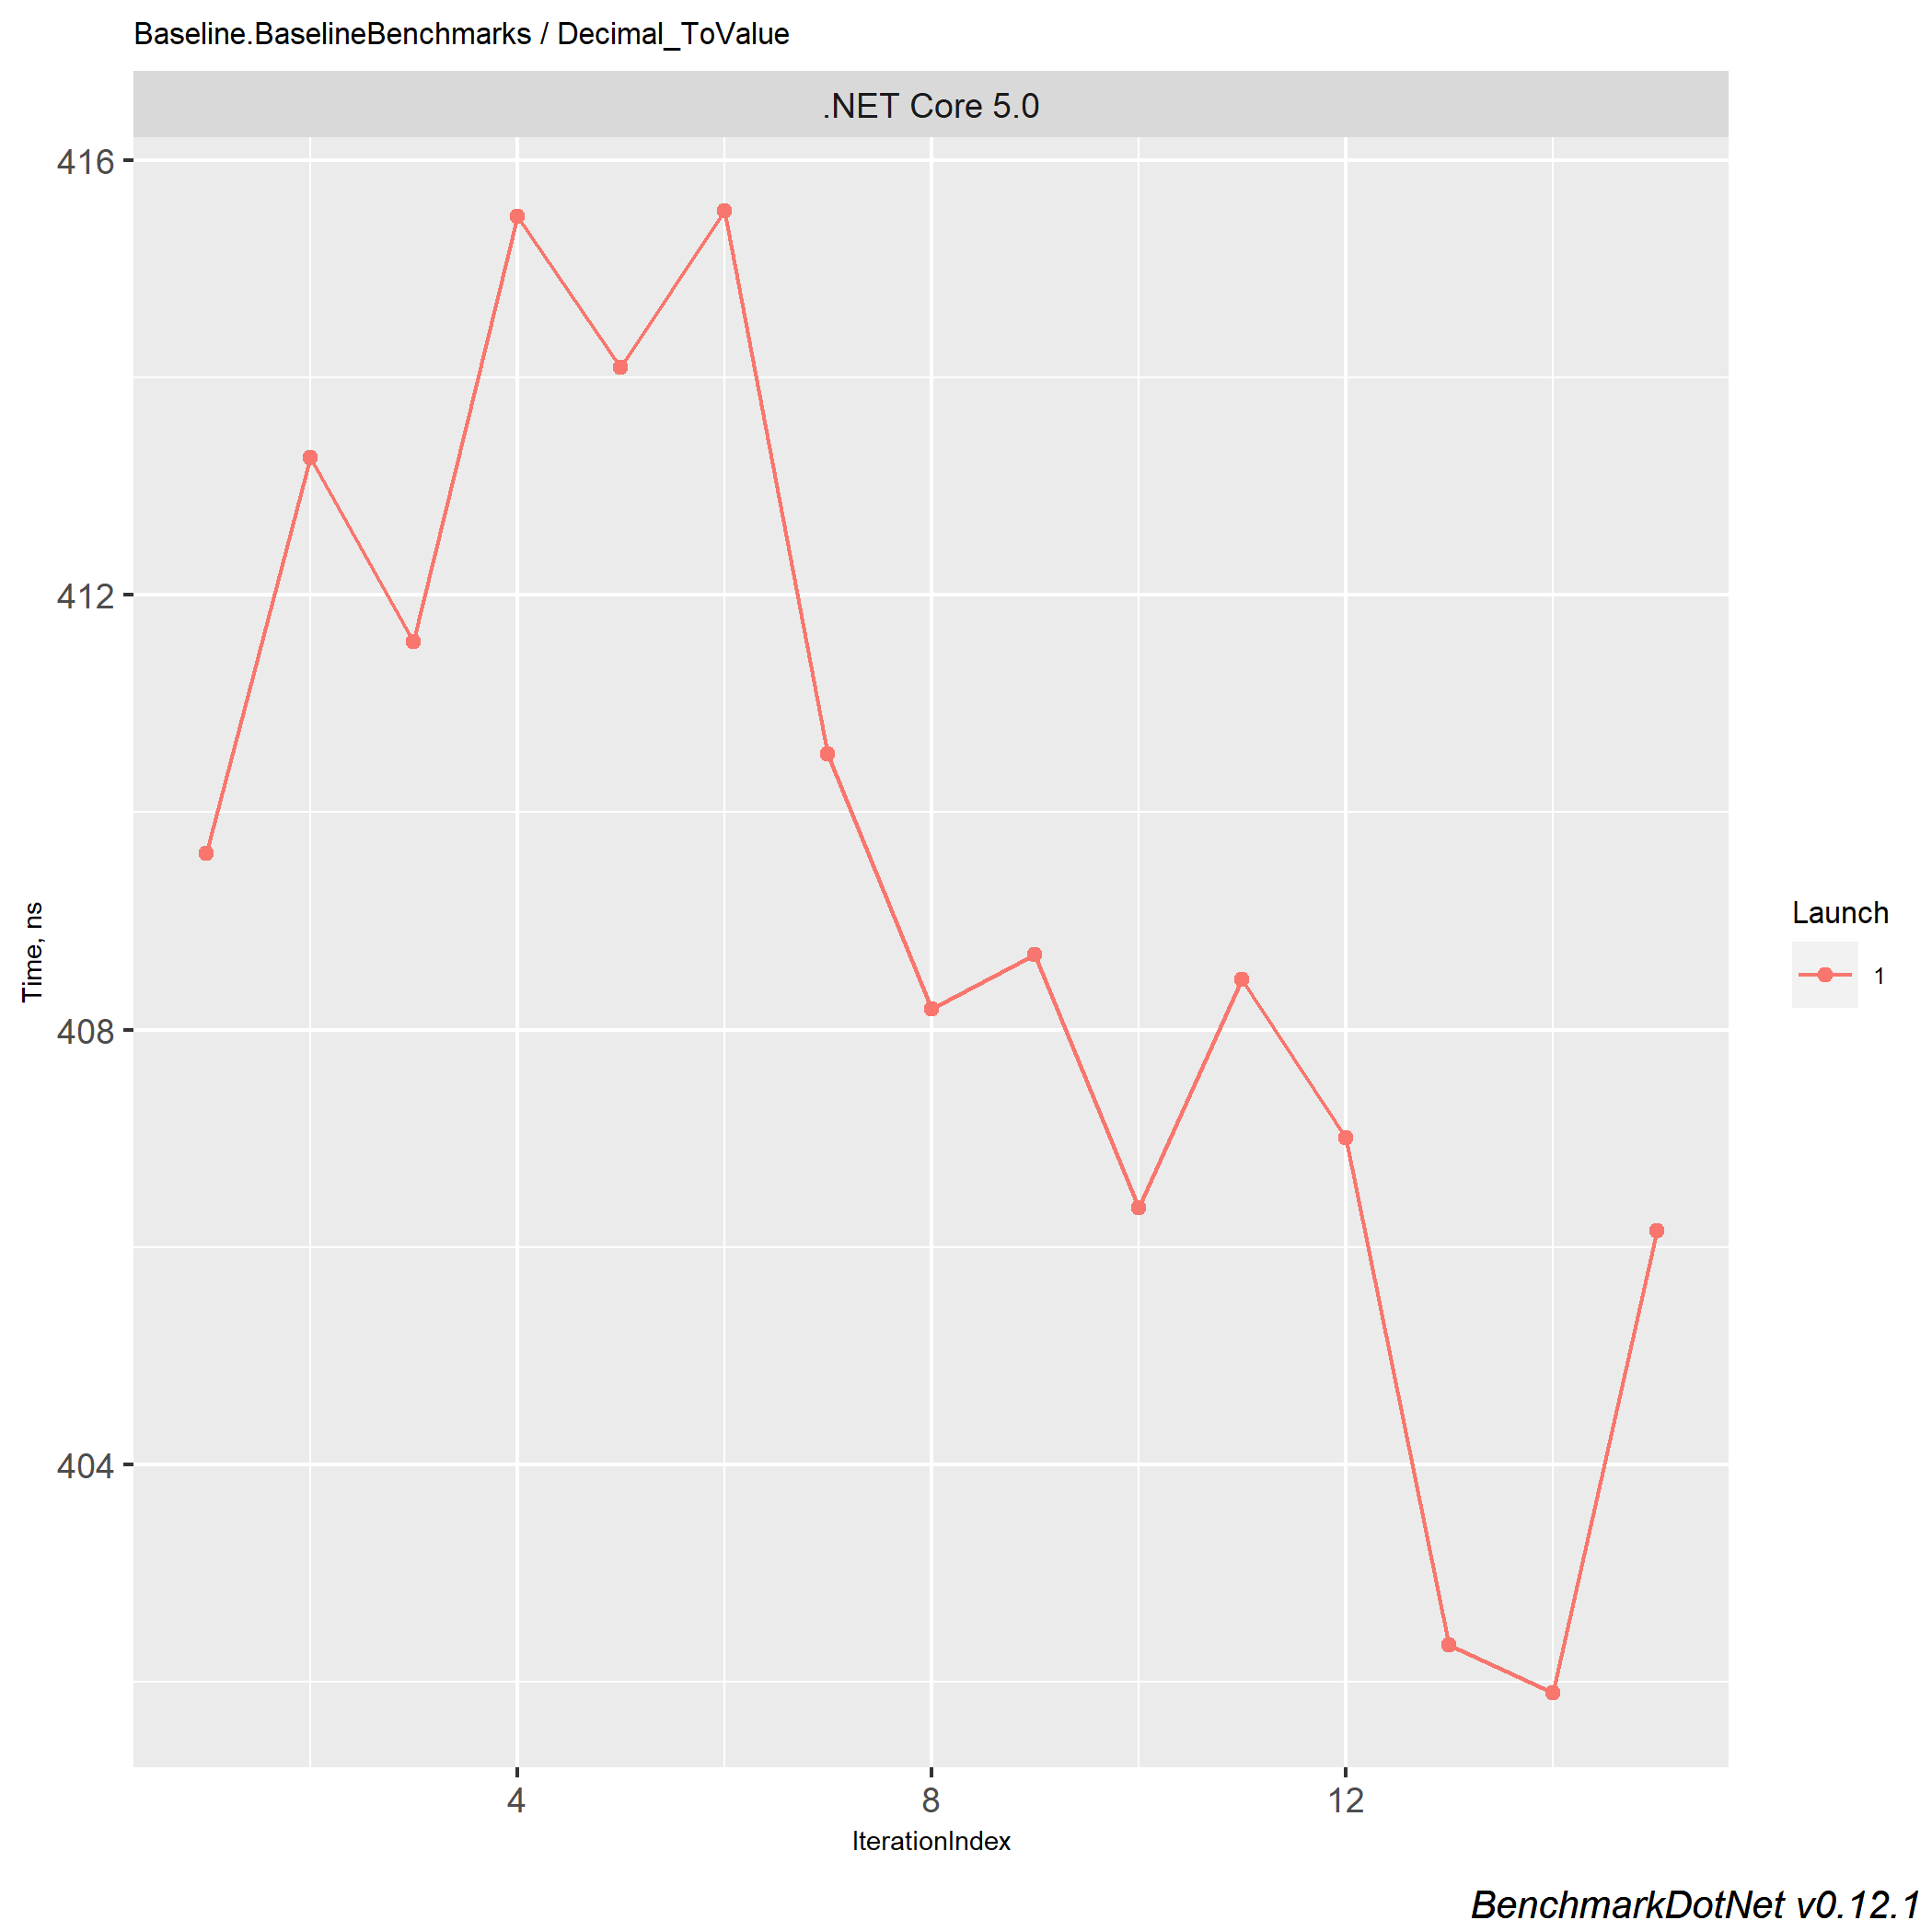 Baseline.BaselineBenchmarks / Decimal_ToValue
.NET Core 5.0
416
412
408
404
Time, ns
4 8 12
IterationIndex
Launch
1
BenchmarkDotNet v0.12.1